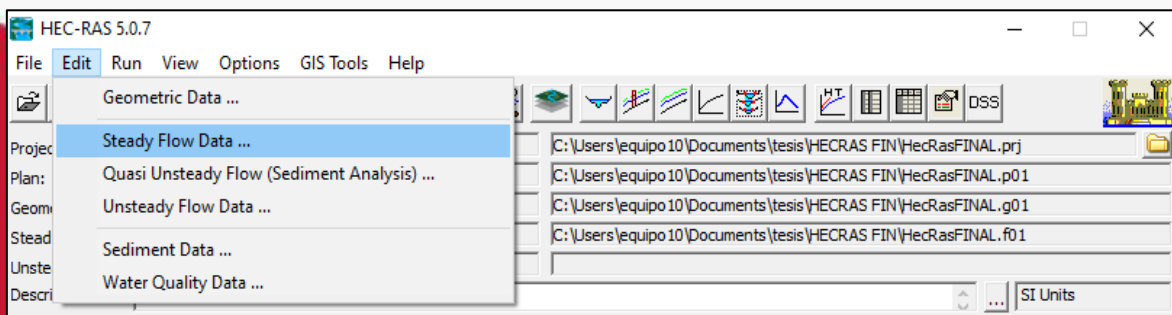 HEC-RAS 5.0.7
File Edit Run View Options GIS Tools Help
Geometric Data ...
HT
DSS
Steady Flow Data ...
Projec
C:\Users\equipo10\Documents\tesis\HECRAS FIN\HecRasFINAL.prj
Quasi Unsteady Flow (Sediment Analysis) ...
Plan:
C:\Users\equipo10\Documents\tesis\HECRAS FIN\HecRasFINAL.p01
Unsteady Flow Data ...
Geome
C:\Users\equipo10\Documents\tesis\HECRAS FIN\HecRasFINAL.g01
Stead
C:\Users\equipo10\Documents\tesis\HECRAS FIN\HecRasFINAL.f01
Sediment Data ...
Unste
Water Quality Data ...
Descri
... SI Units